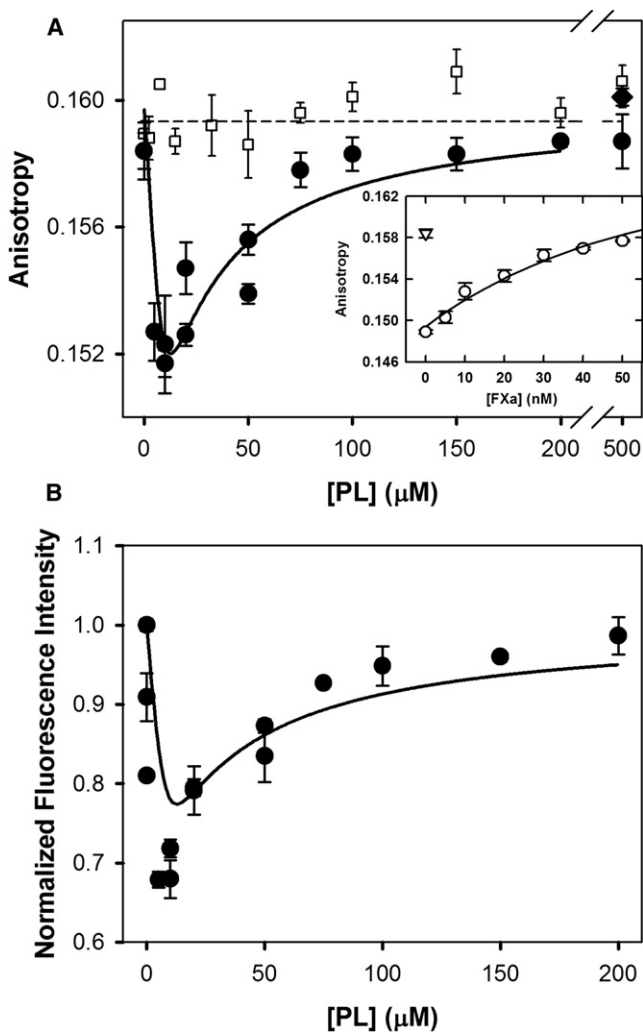 A
Anisotropy
0.160
0.156
0.152
0 50 100 150 200 500
[PL] (μM)
Anisotropy
0.162
0.158
0.154
0.150
0.146
0 10 20 30 40 50
[FXa] (nM)
B
Normalized Fluorescence Intensity
1.1
1.0
0.9
0.8
0.7
0.6
0 50 100 150 200
[PL] (μM)